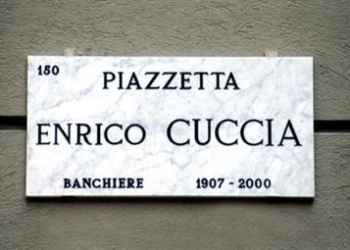 150
PIAZZETTA
ENRICO CUCCIA
BANCHIERE 1907-2000